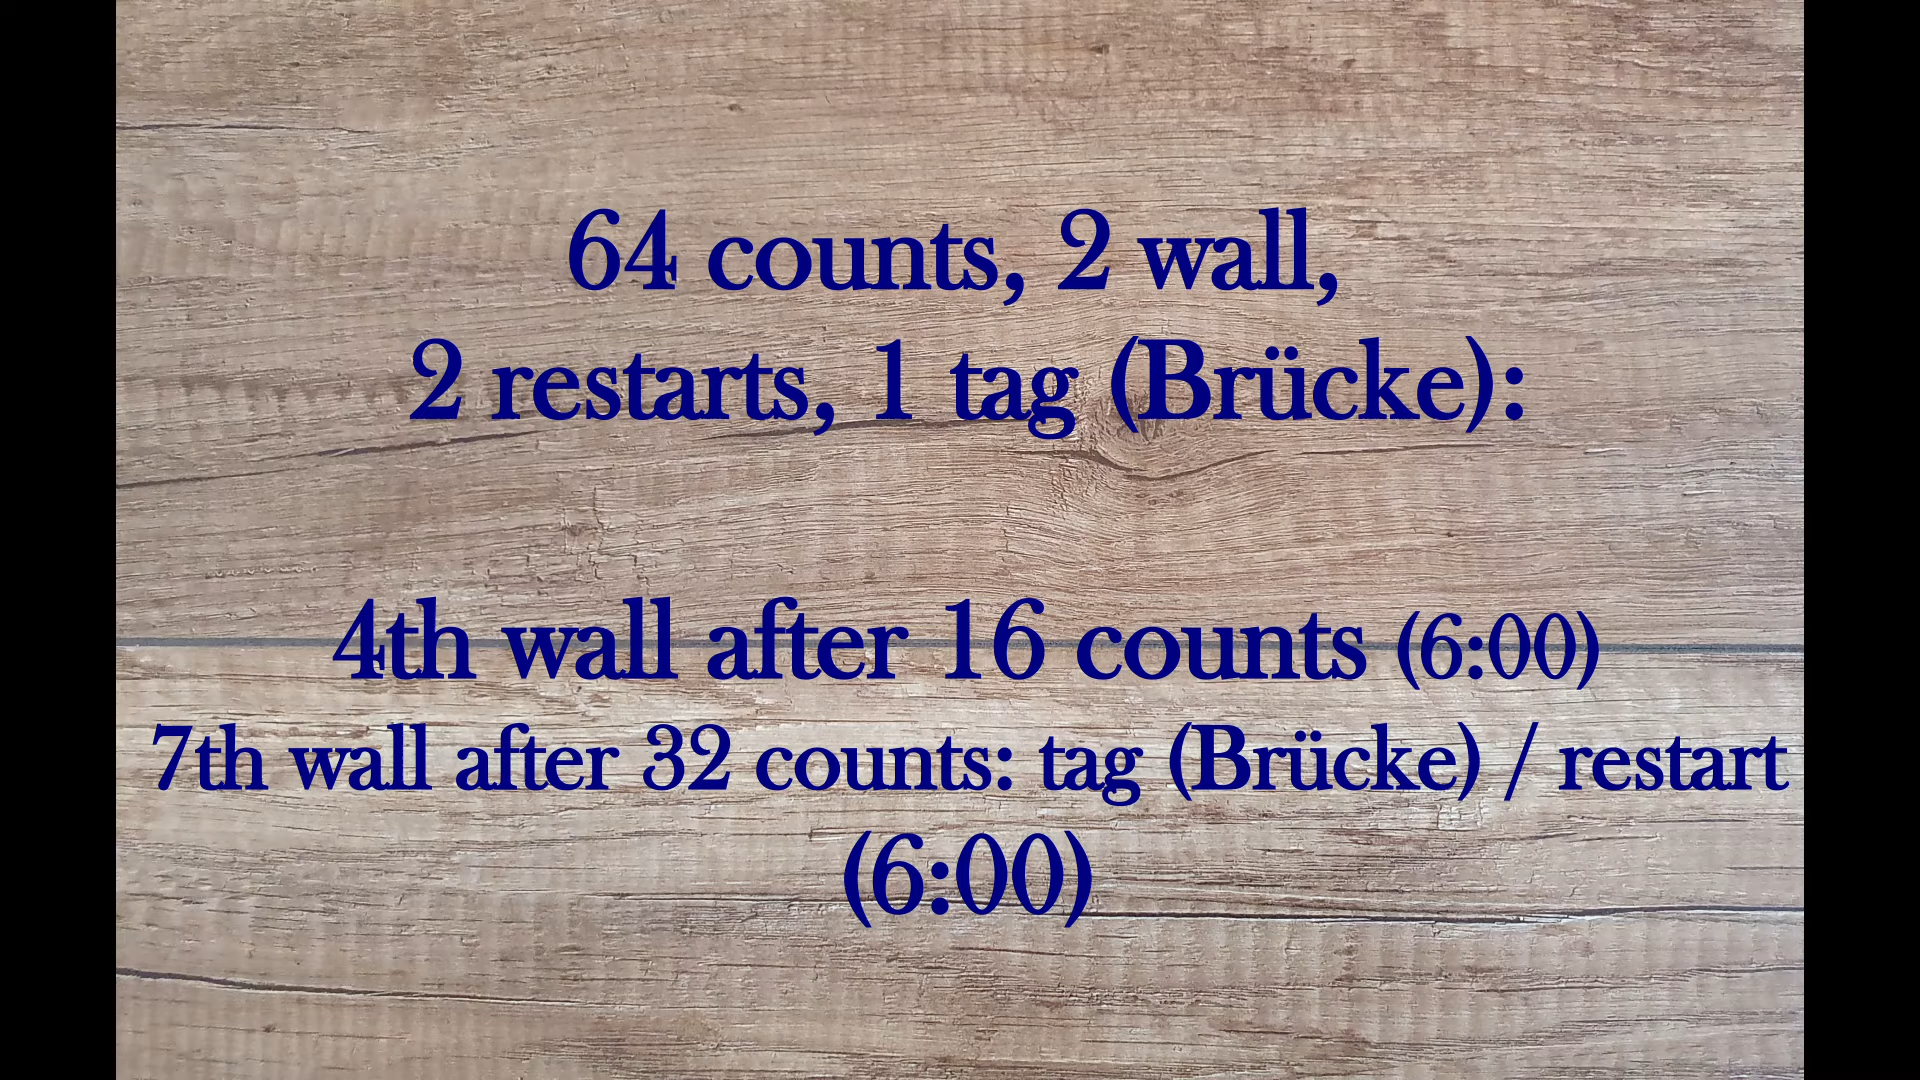 64 counts, 2 wall,
2 restarts, 1 tag (Brücke):
4th wall after 16 counts (6:00)
7th wall after 32 counts: tag (Brücke) / restart
(6:00)